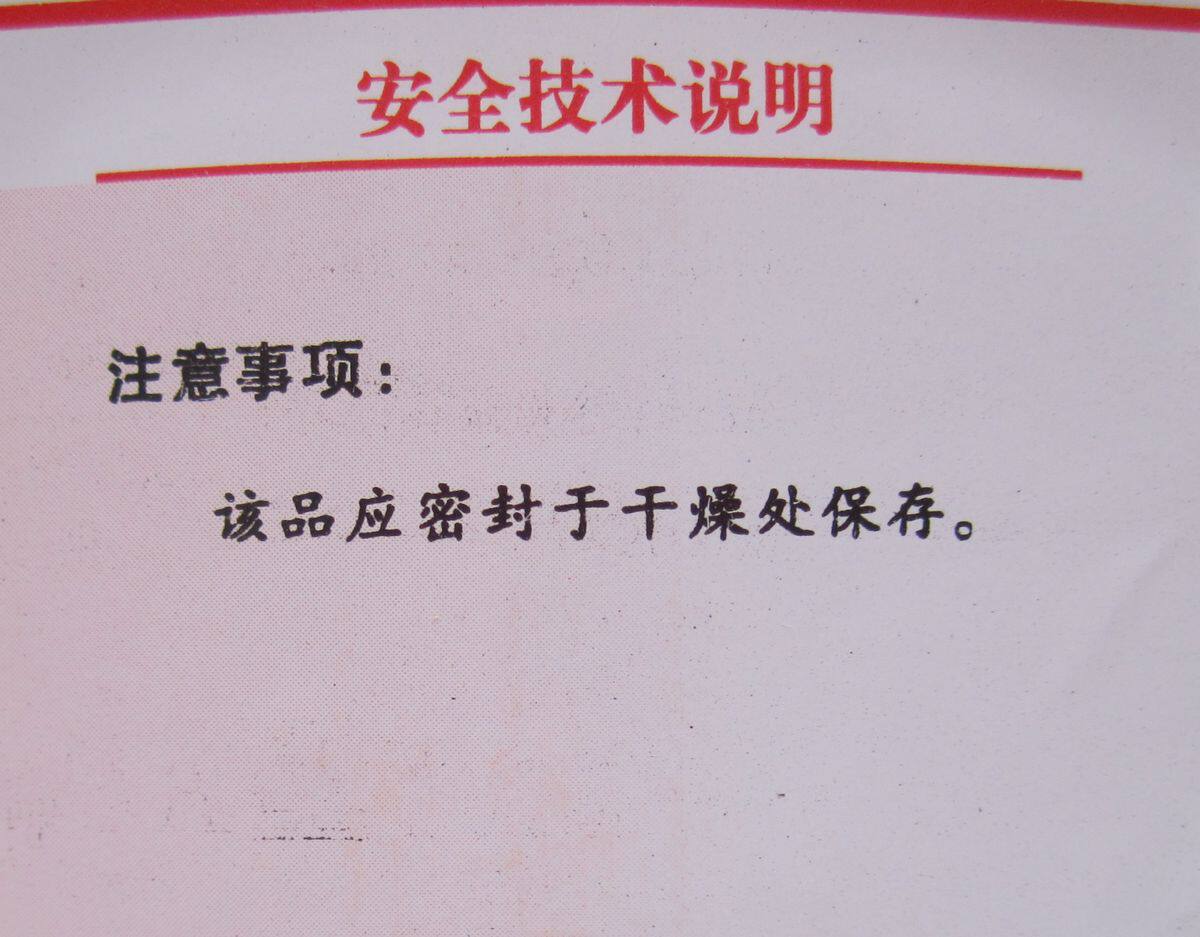 安全技术说明
注意事项:
该品应密封于干燥处保存。